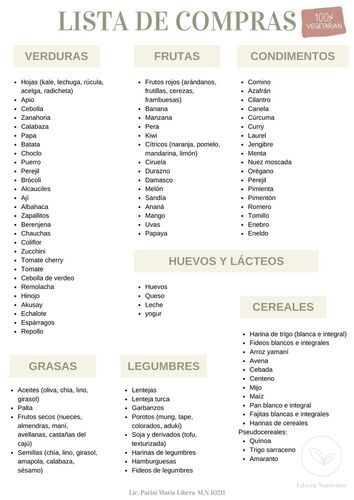 LISTA DE COMPRAS
100%
VEGETARIAN
VERDURAS
Hojas (kale, lechuga, rúcula,
acelga, radicheta)
Apio
Cebolla
Zanahoria
Calabaza
Papa
Batata
Choclo
Puerro
Perejil
Brócoli
Alcauciles
Ají
Albahaca
Zapallitos
Berenjena
Chauchas
Coliflor
Zucchini
Tomate cherry
Tomate
Cebolla de verdeo
Remolacha
Hinojo
Akusay
Echalote
Espárragos
Repollo
FRUTAS
Frutos rojos (arándanos,
frutillas, cerezas,
frambuesas)
Banana
Manzana
Pera
Kiwi
Cítricos (naranja, pomelo,
mandarina, limón)
Ciruela
Durazno
Damasco
Melón
Sandía
Ananá
Mango
Uvas
Papaya
CONDIMENTOS
Comino
Azafrán
Cilantro
Canela
Cúrcuma
Curry
Laurel
Jengibre
Menta
Nuez moscada
Orégano
Perejil
Pimienta
Pimentón
Romero
Tomillo
Enebro
Eneldo
HUEVOS Y LÁCTEOS
Huevos
Queso
Leche
yogur
CEREALES
Harina de trigo (blanca e integral)
Fideos blancos e integrales
Arroz yamaní
Avena
Cebada
Centeno
Mijo
Maíz
Pan blanco e integral
Fajitas blancas e integrales
Harinas de cereales
Pseudocereales:
Quínoa
Trigo sarraceno
Amaranto
GRASAS
Aceites (oliva, chía, lino,
girasol)
Palta
Frutos secos (nueces,
almendras, maní,
avellanas, castañas del
cajú)
Semillas (chía, lino, girasol,
amapola, calabaza,
sésamo)
LEGUMBRES
Lentejas
Lenteja turca
Garbanzos
Porotos (mung, tape,
colorados, aduki)
Soja y derivados (tofu,
texturizada)
Harinas de legumbres
Hamburguesas
Fideos de legumbres
Libera Nutrición
Lic. Parisi María Libera-M.N 10211